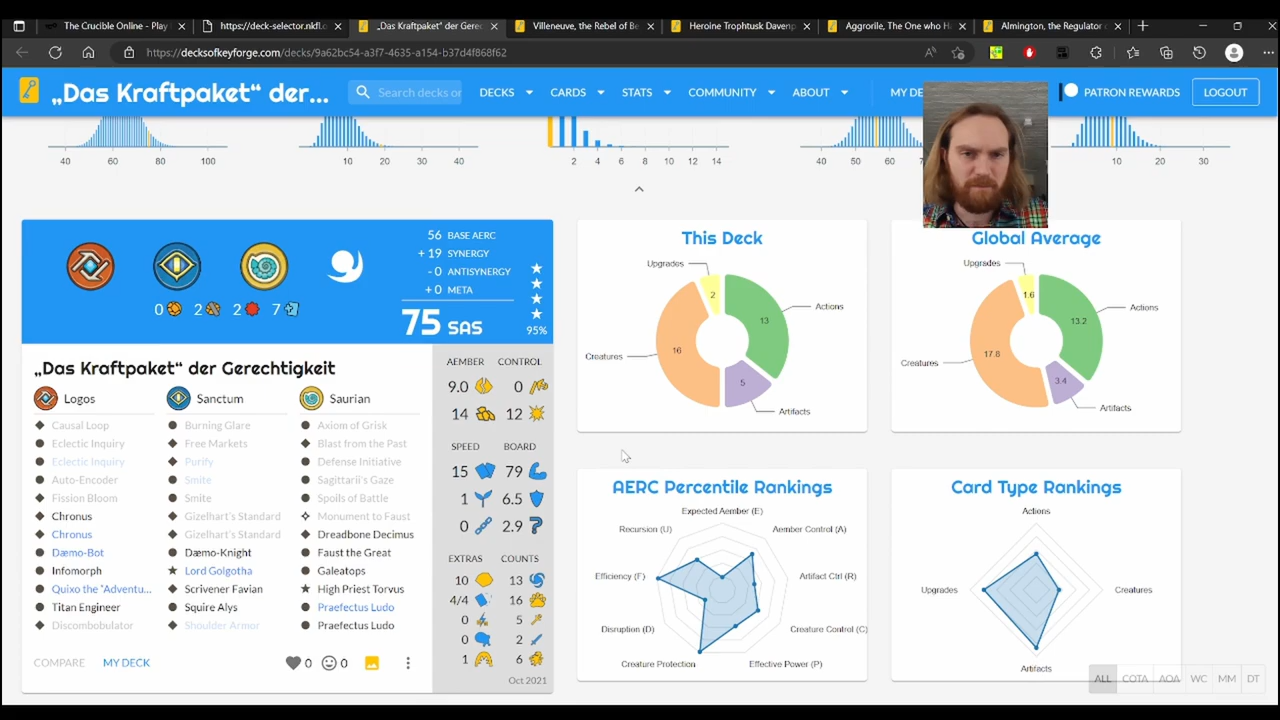 The Crucible Online - Play
https://deck-selector.nkfl.o
„Das Kraftpaket“ der Gerec
Villeneuve, the Rebel of Be
Heroine Trophtusk Davenp
Aggrorile, The One who Ha
Almington, the Regulator
https://decksofkeyforge.com/decks/9a62bc54-a3f7-4635-a154-b37d4f868f62
„Das Kraftpaket“ der...
Search decks or
DECKS
CARDS
STATS
COMMUNITY
ABOUT
MY DE
PATRON REWARDS
LOGOUT
40 60 80 100
10 20 30 40
2 4 6 8 10 12 14
40 50 60 7
10 20 30
56 BASE AERC
+ 19 SYNERGY
- 0 ANTISYNERGY
+ 0 META
75 SAS
95%
0 2 2 7
„Das Kraftpaket“ der Gerechtigkeit
Logos
Causal Loop
Eclectic Inquiry
Eclectic Inquiry
Auto-Encoder
Fission Bloom
Chronus
Chronus
Dæmo-Bot
Infomorph
Quixo the "Adventu...
Titan Engineer
Discombobulator
Sanctum
Burning Glare
Free Markets
Purify
Smite
Smite
Gizelhart's Standard
Gizelhart's Standard
Dæmo-Knight
Lord Golgotha
Scrivener Favian
Squire Alys
Shoulder Armor
Saurian
Axiom of Grisk
Blast from the Past
Defense Initiative
Sagittarii's Gaze
Spoils of Battle
Monument to Faust
Dreadbone Decimus
Faust the Great
Galeatops
High Priest Torvus
Praefectus Ludo
Praefectus Ludo
COMPARE
MY DECK
0
0
AEMBER CONTROL
9.0 0
14 12
SPEED BOARD
15 79
1 6.5
0 2.9
EXTRAS COUNTS
10 13
4/4 16
0 5
0 2
1 6
Oct 2021
This Deck
Upgrades
2
Actions
13
Creatures
16
5
Artifacts
Global Average
Upgrades
1.6
Actions
13.2
Creatures
17.8
3.4
Artifacts
AERC Percentile Rankings
Expected Aember (E)
Recursion (U)
Aember Control (A)
Efficiency (F)
Artifact Ctrl (R)
Disruption (D)
Creature Control (C)
Creature Protection
Effective Power (P)
Card Type Rankings
Actions
Upgrades
Creatures
Artifacts
ALL COTA AOA WC MM DT